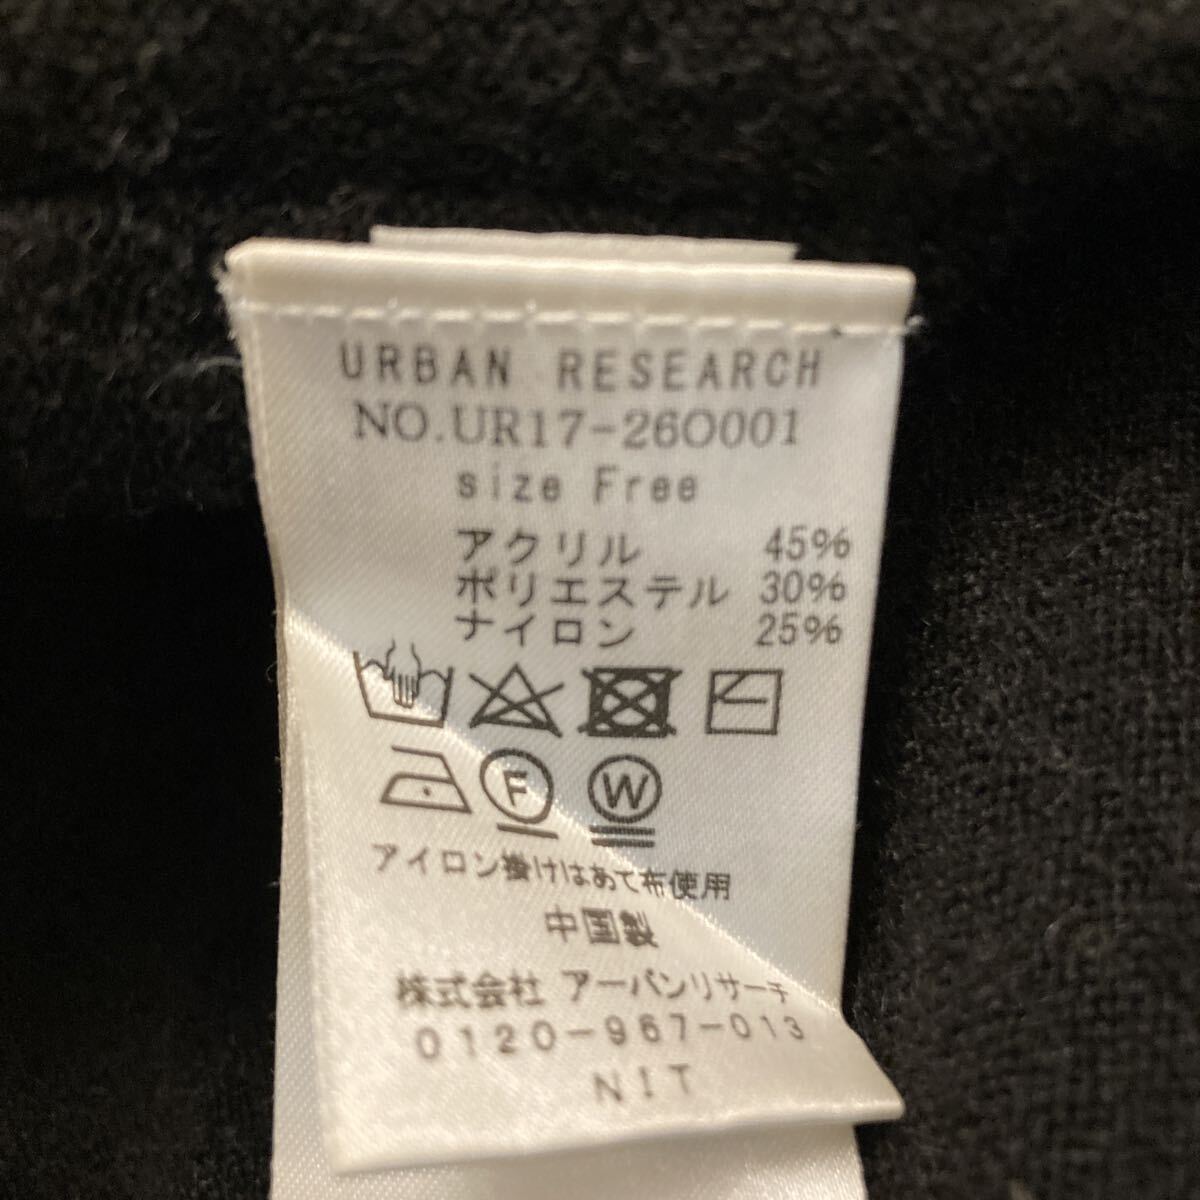 URBAN RESEARCH
NO.UR17-26O001
size Free
アクリル 45%
ポリエステル 30%
ナイロン 25%
F W
アイロン掛けはあて布使用
中国製
株式会社 アーバンリサーチ
0120-967-013
NIT